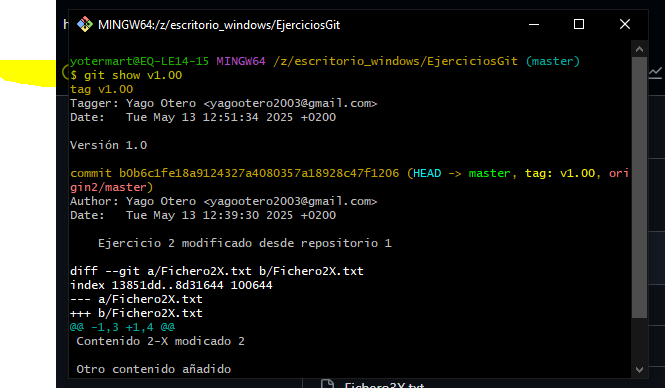 MINGW64:/z/escritorio_windows/EjerciciosGit
yotermart@EQ-LE14-15 MINGW64 /z/escritorio_windows/EjerciciosGit (master)
$ git show v1.00
tag v1.00
Tagger: Yago Otero <yagootero2003@gmail.com>
Date:   Tue May 13 12:51:34 2025 +0200
Versión 1.0
commit b0b6c1fe18a9124327a4080357a18928c47f1206 (HEAD -> master, tag: v1.00, ori
gin2/master)
Author: Yago Otero <yagootero2003@gmail.com>
Date:   Tue May 13 12:39:30 2025 +0200
Ejercicio 2 modificado desde repositorio 1
diff --git a/Fichero2X.txt b/Fichero2X.txt
index 13851dd..8d31644 100644
--- a/Fichero2X.txt
+++ b/Fichero2X.txt
@@ -1,3 +1,4 @@
Contenido 2-X modicado 2
Otro contenido añadido